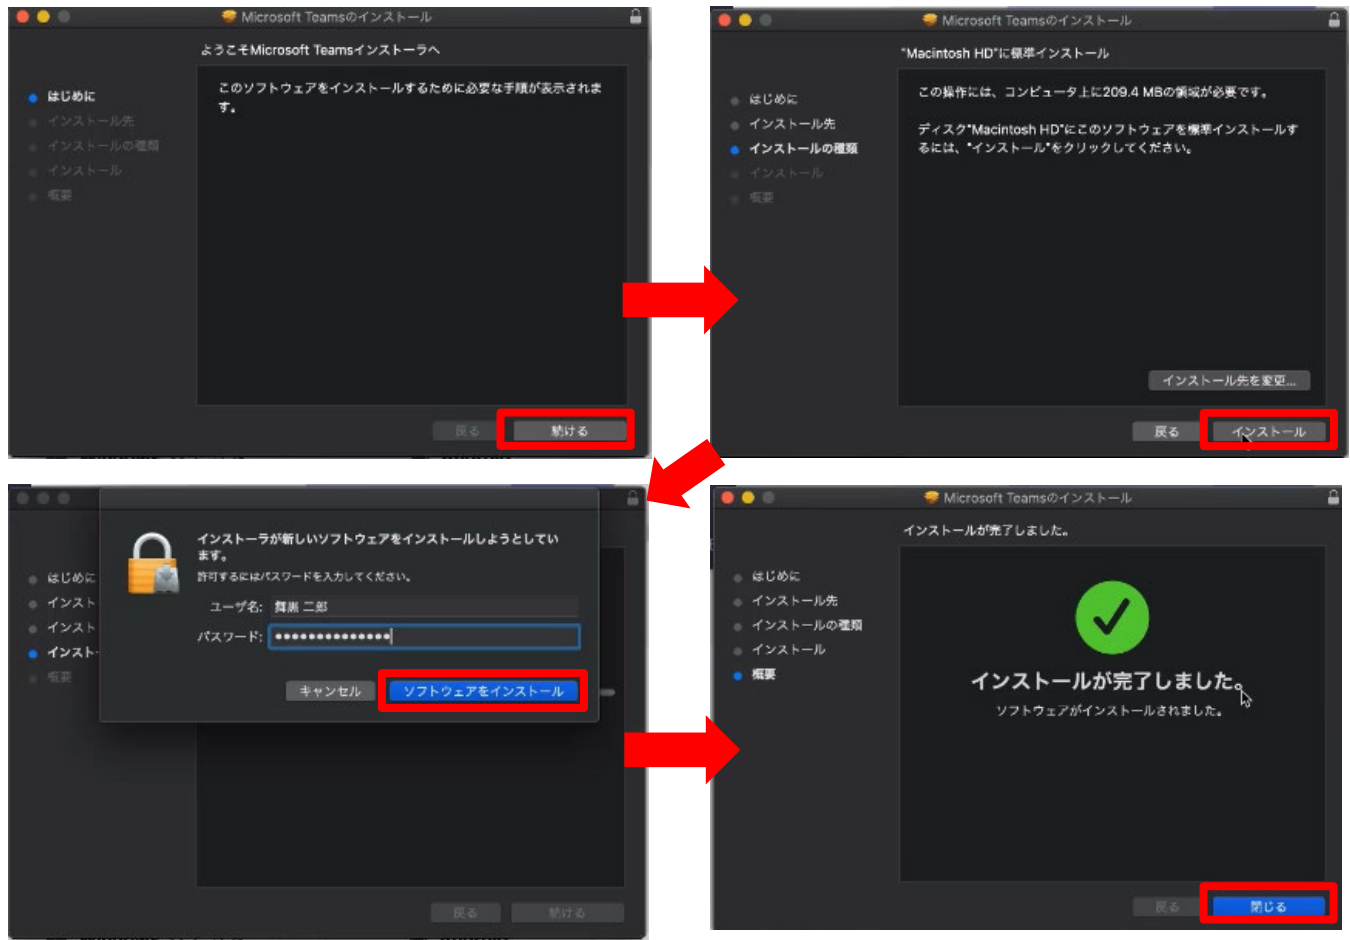 Microsoft Teamsのインストール
ようこそMicrosoft Teamsインストーラへ
はじめに
インストール先
インストールの種類
インストール
概要
このソフトウェアをインストールするために必要な手順が表示されま
す。
戻る
続ける
Microsoft Teamsのインストール
"Macintosh HD"に標準インストール
はじめに
インストール先
インストールの種類
インストール
概要
この操作には、コンピュータ上に209.4 MBの領域が必要です。
ディスク"Macintosh HD"にこのソフトウェアを標準インストールす
るには、"インストール"をクリックしてください。
インストール先を変更...
戻る
インストール
はじめに
インスト
インスト
インスト
概要
インストーラが新しいソフトウェアをインストールしようとしてい
ます。
許可するにはパスワードを入力してください。
ユーザ名:
二郎
パスワード: ••••••••••••••
キャンセル
ソフトウェアをインストール
戻る
続ける
Microsoft Teamsのインストール
インストールが完了しました。
はじめに
インストール先
インストールの種類
インストール
概要
インストールが完了しました。
ソフトウェアがインストールされました。
戻る
閉じる